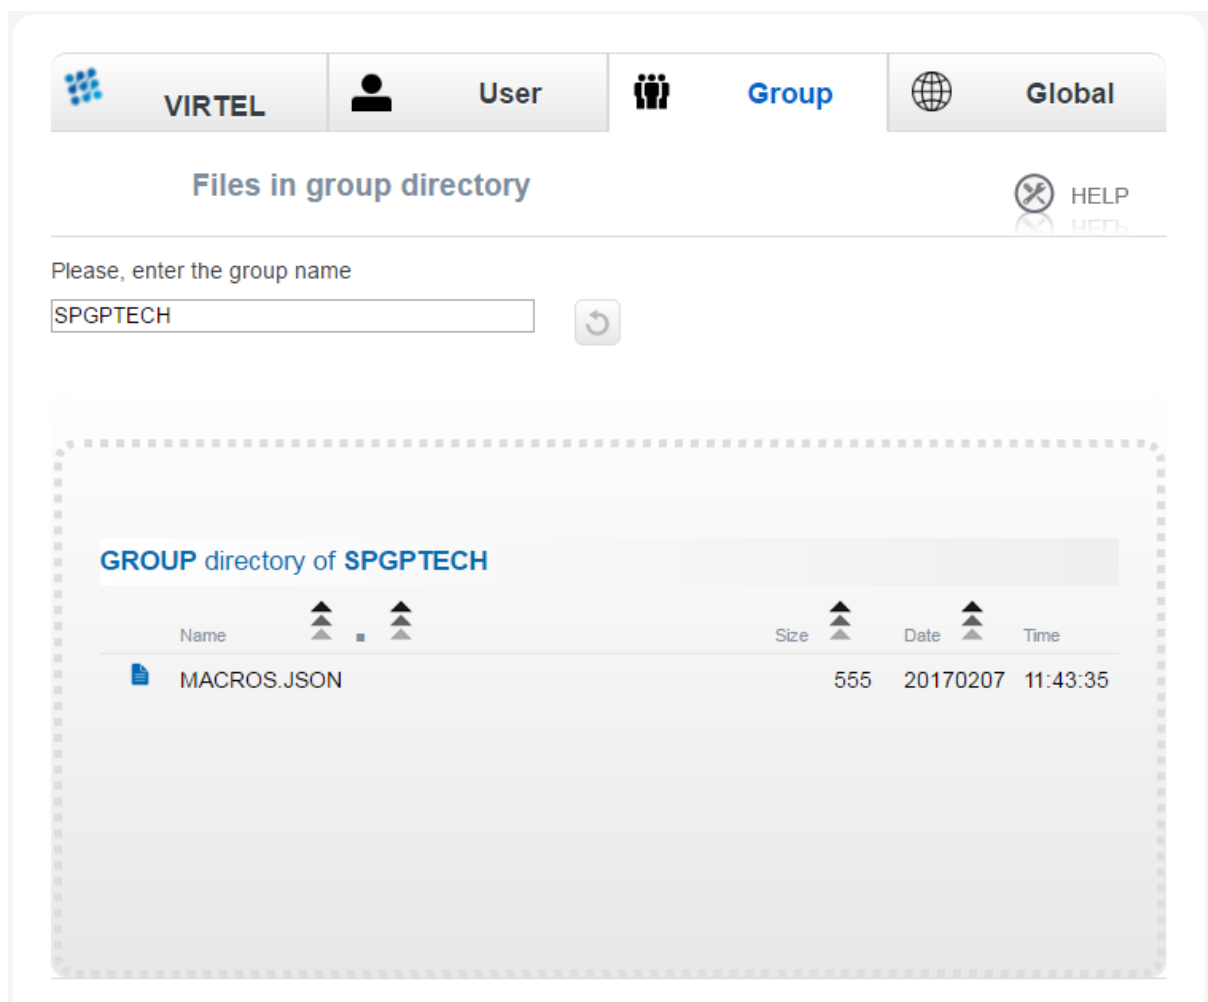 VIRTEL User Group Global
Files in group directory
HELP
Please, enter the group name
SPGPTECH
GROUP directory of SPGPTECH
Name . Size Date Time
MACROS.JSON 555 20170207 11:43:35